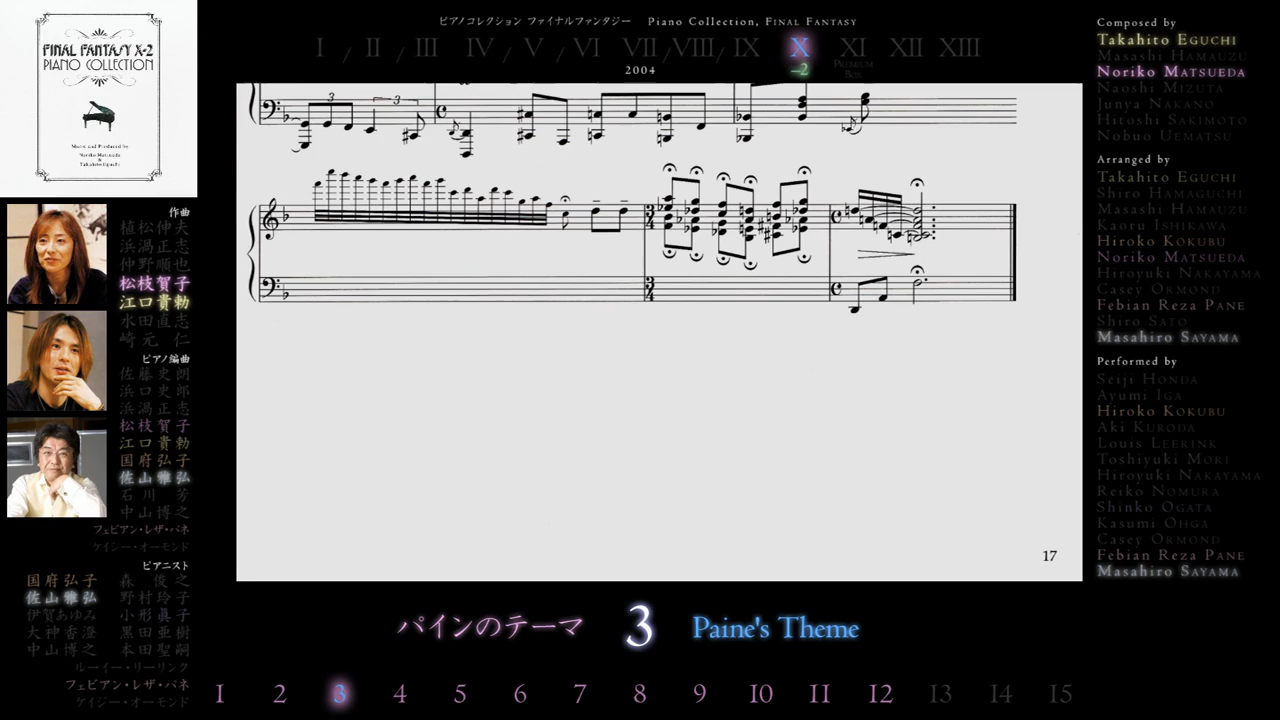 ピアノコレクション ファイナルファンタジー Piano Collection, FINAL FANTASY
I / II / III IV / V / VI VII / VIII / IX X XI XII XIII
2004
–2
PREMIUM
BOX
FINAL FANTASY X-2
PIANO COLLECTION
Music and Produced by
Noriko Matsueda
&
Takahito Eguchi
作曲
植松伸夫
浜渦正志
仲野順也
松枝賀子
江口貴勅
水田直志
崎元仁
ピアノ編曲
佐藤史朗
浜口史郎
浜渦正志
松枝賀子
江口貴勅
国府弘子
佐山雅弘
石川芳
中山博之
フェビアン・レザ・パネ
ケイシー・オーモンド
ピアニスト
国府弘子 森俊之
佐山雅弘 野村玲子
伊賀あゆみ 小形眞子
大神香澄 黒田亜樹
中山博之 本田聖嗣
ルーイー・リーリンク
フェビアン・レザ・パネ
ケイジー・オーモンド
3 3
3
4
3
4
17
Composed by
Takahito EGUCHI
Masashi HAMAUZU
Noriko MATSUEDA
Naoshi MIZUTA
Junya NAKANO
Hitoshi SAKIMOTO
Nobuo UEMATSU
Arranged by
Takahito EGUCHI
Shiro HAMAGUCHI
Masashi HAMAUZU
Kaoru ISHIKAWA
Hiroko KOKUBU
Noriko MATSUEDA
Hiroyuki NAKAYAMA
Casey ORMOND
Febian Reza PANE
Shiro SATO
Masahiro SAYAMA
Performed by
Seiji HONDA
Ayumi IGA
Hiroko KOKUBU
Aki KURODA
Louis LEERINK
Toshiyuki MORI
Hiroyuki NAKAYAMA
Reiko NOMURA
Shinko OGATA
Kasumi OHGA
Casey ORMOND
Febian Reza PANE
Masahiro SAYAMA
パインのテーマ 3 Paine's Theme
1 2 3 4 5 6 7 8 9 10 11 12 13 14 15